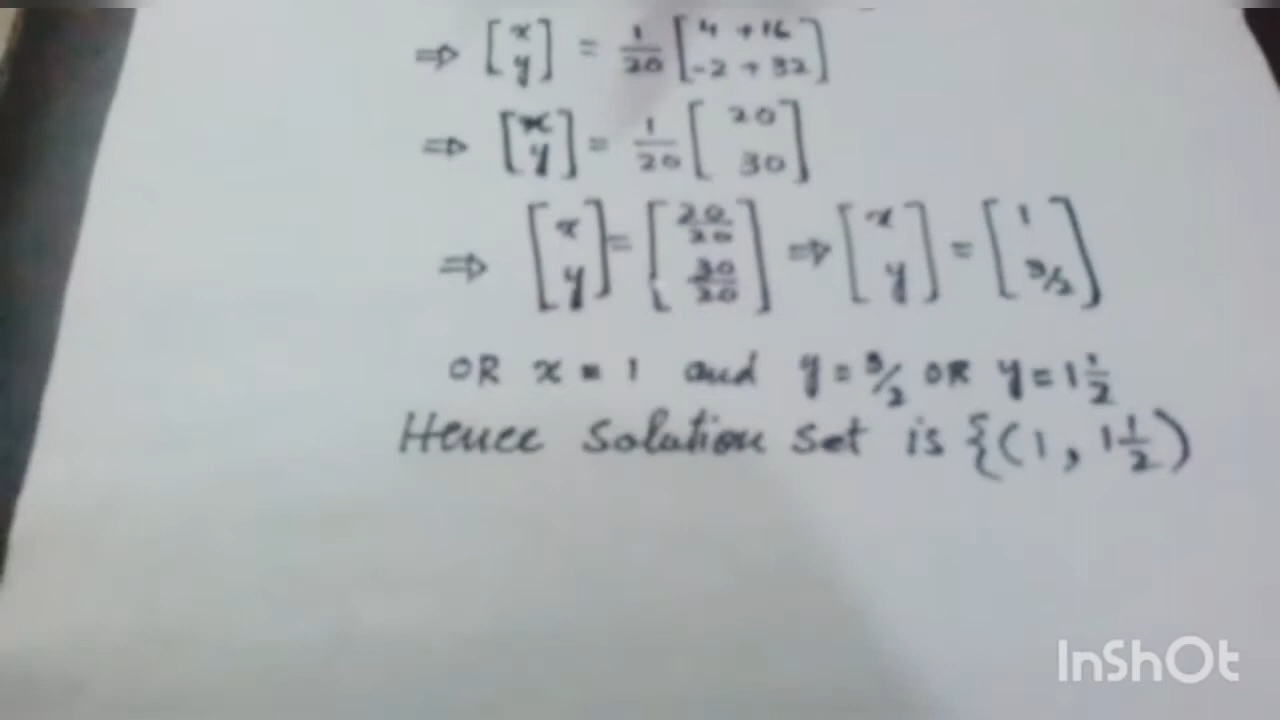 ⇒ [x y] = 1/20 [4 + 16 -2 + 32]
⇒ [x y] = 1/20 [20 30]
⇒ [x y] = [20/20 30/20] ⇒ [x y] = [1 3/2]
OR x = 1 and y = 3/2 OR y = 1 1/2
Hence solution set is {(1, 1 1/2)
InShOt